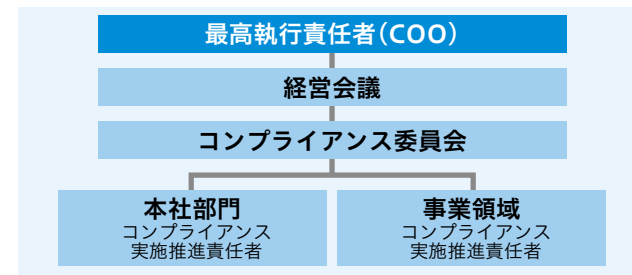 最高執行責任者(COO)
経営会議
コンプライアンス委員会
本社部門
コンプライアンス
実施推進責任者
事業領域
コンプライアンス
実施推進責任者